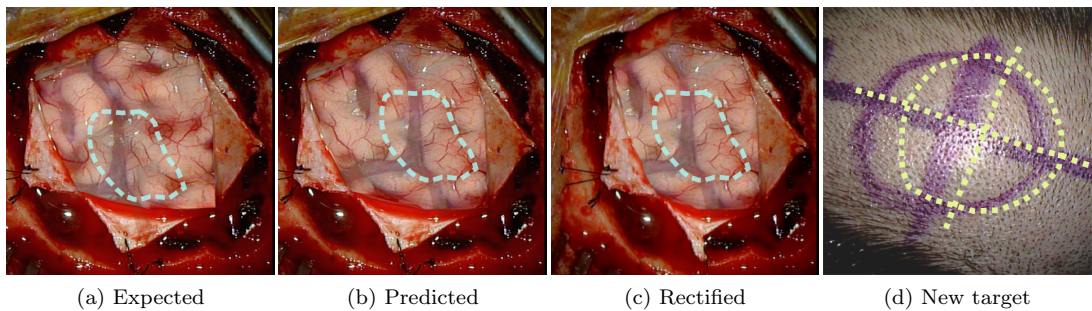 (a) Expected
(b) Predicted
(c) Rectified
(d) New target